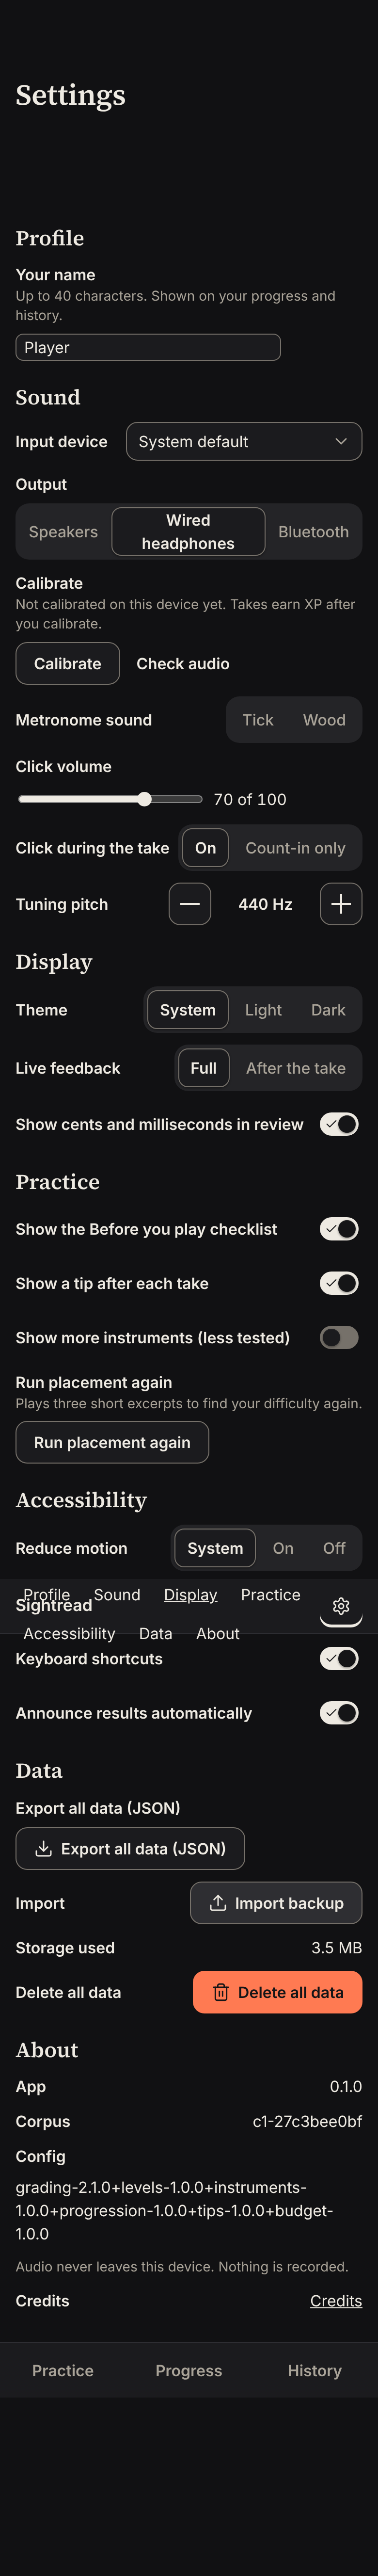 Settings
Profile
Your name
Up to 40 characters. Shown on your progress and
history.
Player
Sound
Input device
System default
Output
Speakers
Wired
headphones
Bluetooth
Calibrate
Not calibrated on this device yet. Takes earn XP after
you calibrate.
Calibrate
Check audio
Metronome sound
Tick
Wood
Click volume
70 of 100
Click during the take
On
Count-in only
Tuning pitch
440 Hz
Display
Theme
System
Light
Dark
Live feedback
Full
After the take
Show cents and milliseconds in review
Practice
Show the Before you play checklist
Show a tip after each take
Show more instruments (less tested)
Run placement again
Plays three short excerpts to find your difficulty again.
Run placement again
Accessibility
Reduce motion
System
On
Off
Profile
Sound
Display
Practice
Sightread
Accessibility
Data
About
Keyboard shortcuts
Announce results automatically
Data
Export all data (JSON)
Export all data (JSON)
Import
Import backup
Storage used
3.5 MB
Delete all data
Delete all data
About
App
0.1.0
Corpus
c1-27c3bee0bf
Config
grading-2.1.0+levels-1.0.0+instruments-
1.0.0+progression-1.0.0+tips-1.0.0+budget-
1.0.0
Audio never leaves this device. Nothing is recorded.
Credits
Credits
Practice
Progress
History